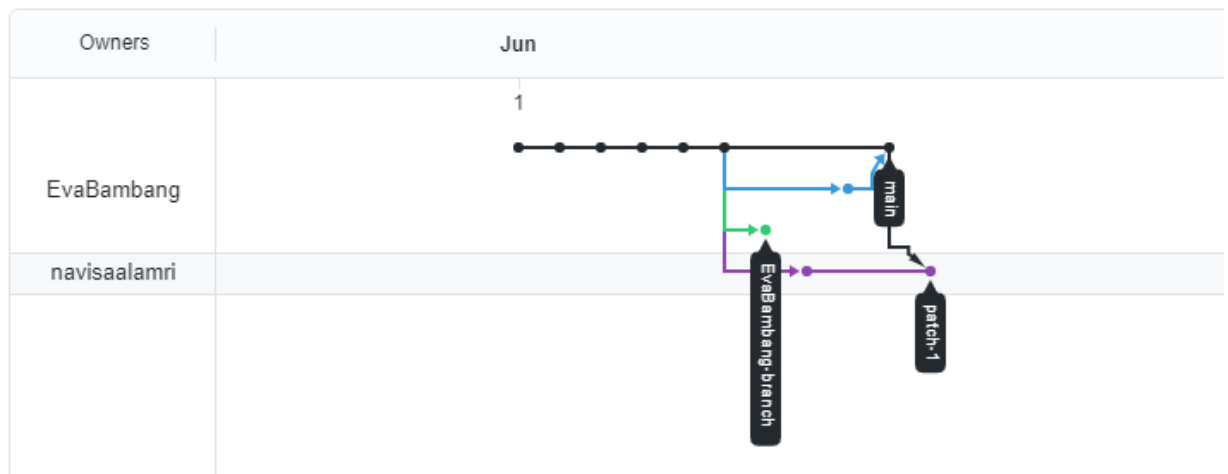 Owners
Jun
1
EvaBambang
main
navisaalamri
EvaBambang-branch
patch-1